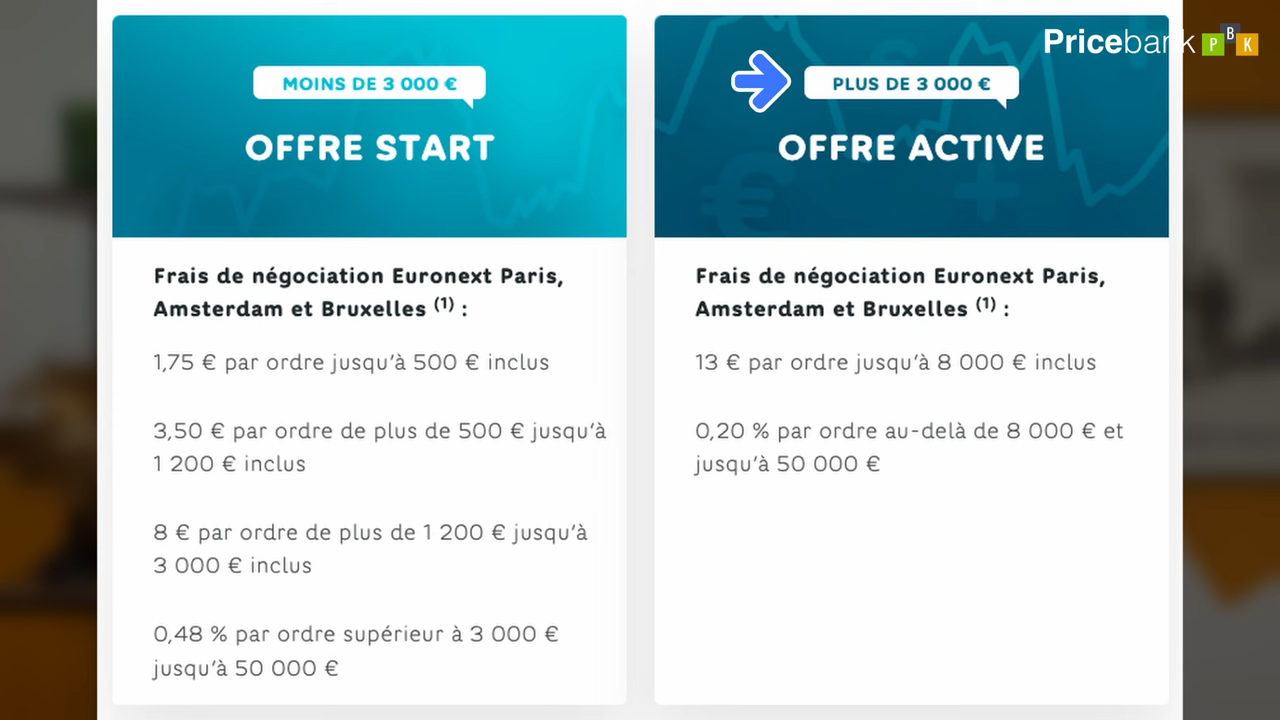 Pricebank PBK
MOINS DE 3 000 €
OFFRE START
Frais de négociation Euronext Paris,
Amsterdam et Bruxelles (1) :
1,75 € par ordre jusqu'à 500 € inclus
3,50 € par ordre de plus de 500 € jusqu'à
1 200 € inclus
8 € par ordre de plus de 1 200 € jusqu'à
3 000 € inclus
0,48 % par ordre supérieur à 3 000 €
jusqu'à 50 000 €
PLUS DE 3 000 €
OFFRE ACTIVE
Frais de négociation Euronext Paris,
Amsterdam et Bruxelles (1) :
13 € par ordre jusqu'à 8 000 € inclus
0,20 % par ordre au-delà de 8 000 € et
jusqu'à 50 000 €